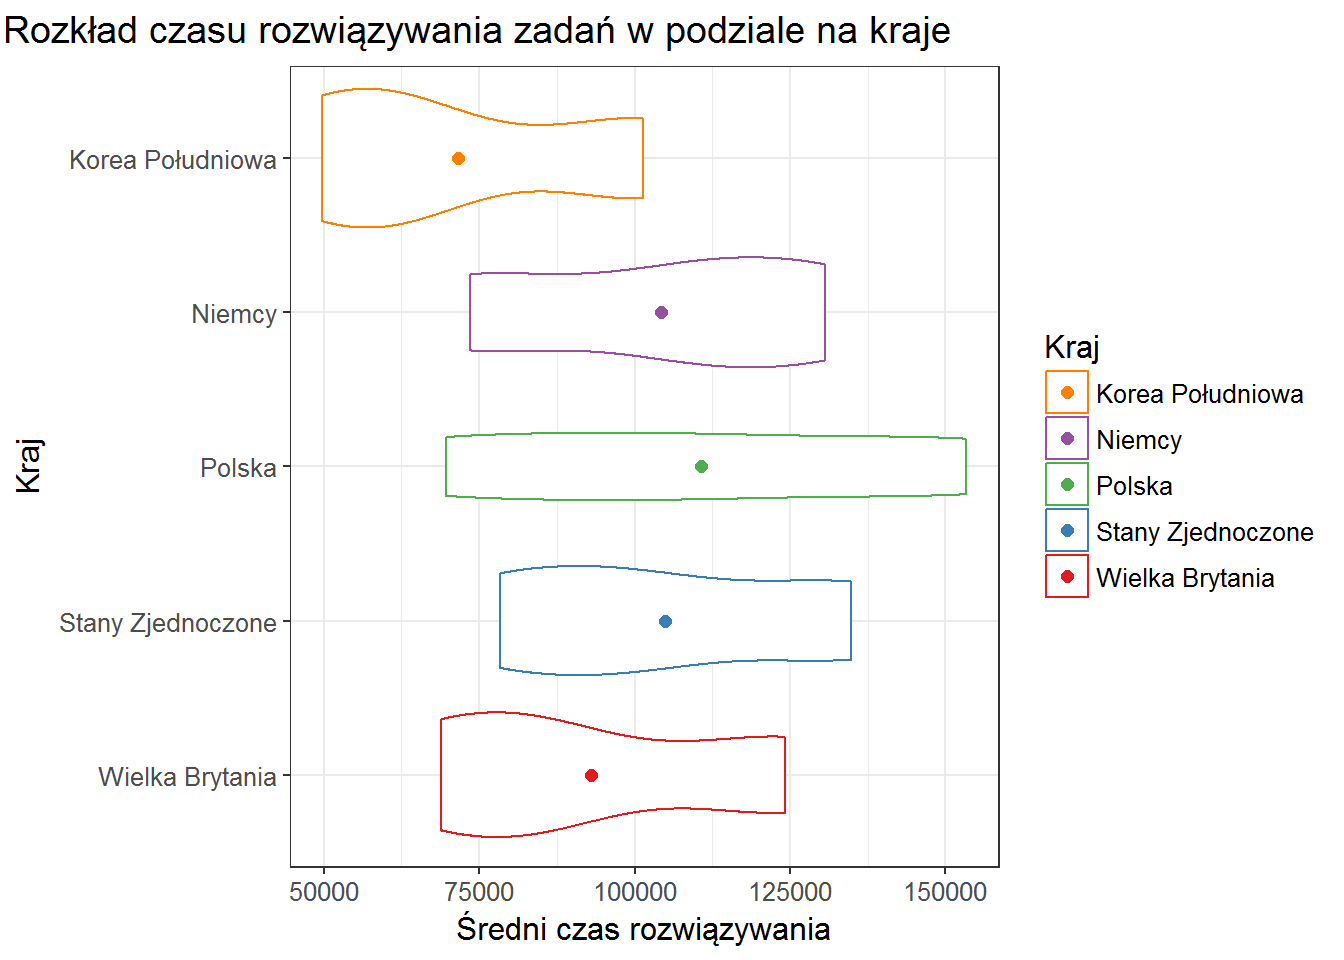 Rozkład czasu rozwiązywania zadań w podziale na kraje
Korea Południowa
Niemcy
Polska
Stany Zjednoczone
Wielka Brytania
Kraj
50000 75000 100000 125000 150000
Średni czas rozwiązywania
Kraj
Korea Południowa
Niemcy
Polska
Stany Zjednoczone
Wielka Brytania